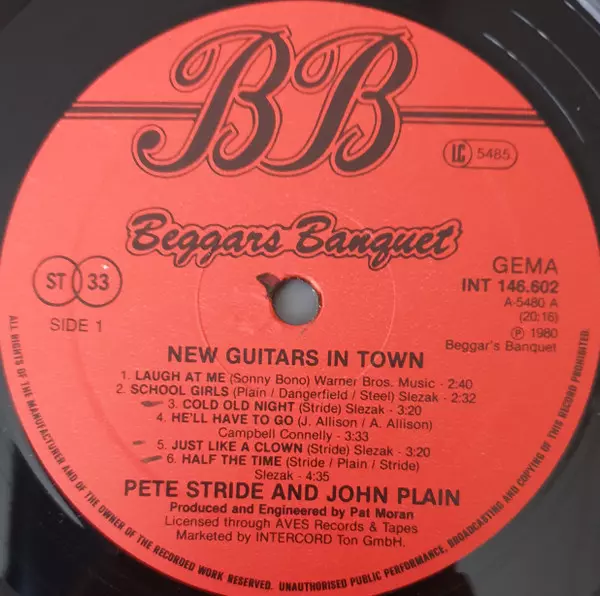 BB
LC 5485
Beggars Banquet
ST 33
SIDE 1
GEMA
INT 146.602
A-5480 A
(20:16)
Ⓟ 1980
Beggar's Banquet
NEW GUITARS IN TOWN
1. LAUGH AT ME (Sonny Bono) Warner Bros. Music - 2:40
2. SCHOOL GIRLS (Plain / Dangerfield / Steel) Slezak - 2:32
3. COLD OLD NIGHT (Stride) Slezak - 3:20
4. HE'LL HAVE TO GO (J. Allison / A. Allison)
Campbell Connelly - 3:33
5. JUST LIKE A CLOWN (Stride) Slezak - 3:20
6. HALF THE TIME (Stride / Plain / Stride)
Slezak - 4:35
PETE STRIDE AND JOHN PLAIN
Produced and Engineered by Pat Moran
Licensed through AVES Records & Tapes
Marketed by INTERCORD Ton GmbH.
ALL RIGHTS OF THE MANUFACTURER AND OF THE OWNER OF THE RECORDED WORK RESERVED. UNAUTHORISED PUBLIC PERFORMANCE, BROADCASTING AND COPYING OF THIS RECORD PROHIBITED.